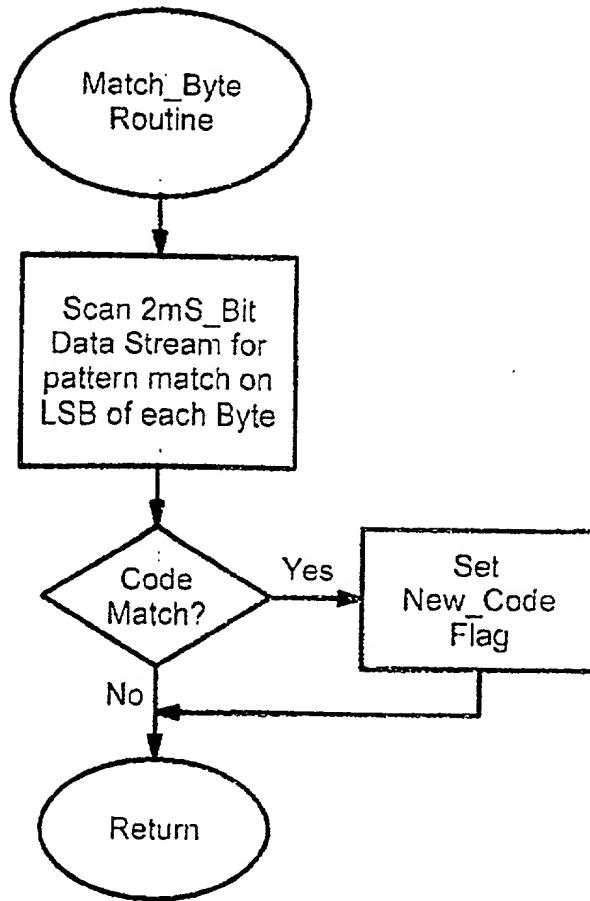 Match_Byte
Routine
Scan 2mS_Bit
Data Stream for
pattern match on
LSB of each Byte
Code
Match?
Yes
Set
New_Code
Flag
No
Return